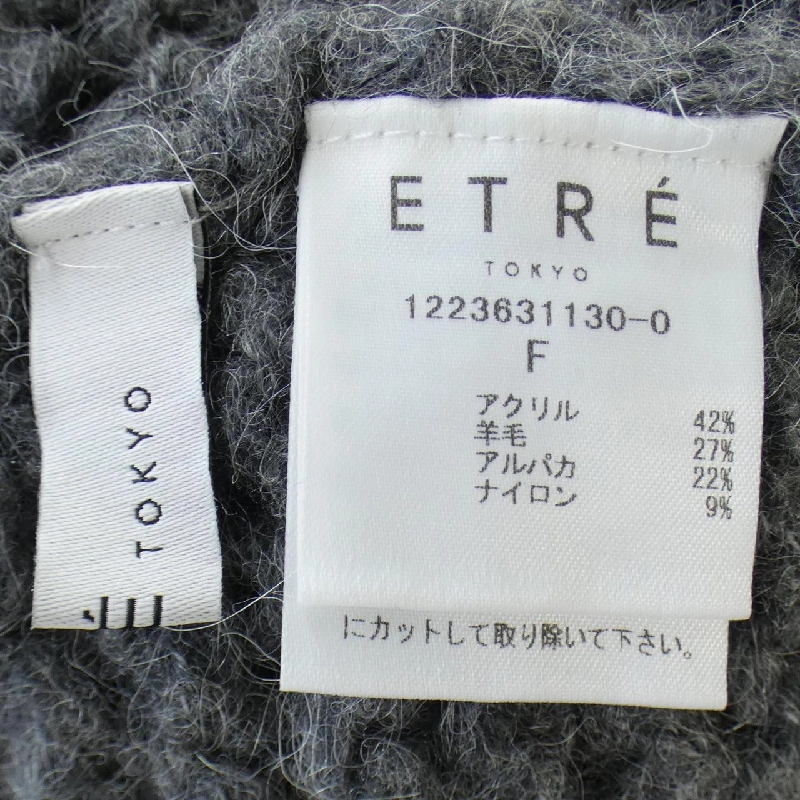 ETRÉ
TOKYO
1223631130-0
F
アクリル 42%
羊毛 27%
アルパカ 22%
ナイロン 9%
にカットして取り除いて下さい。
É TOKYO